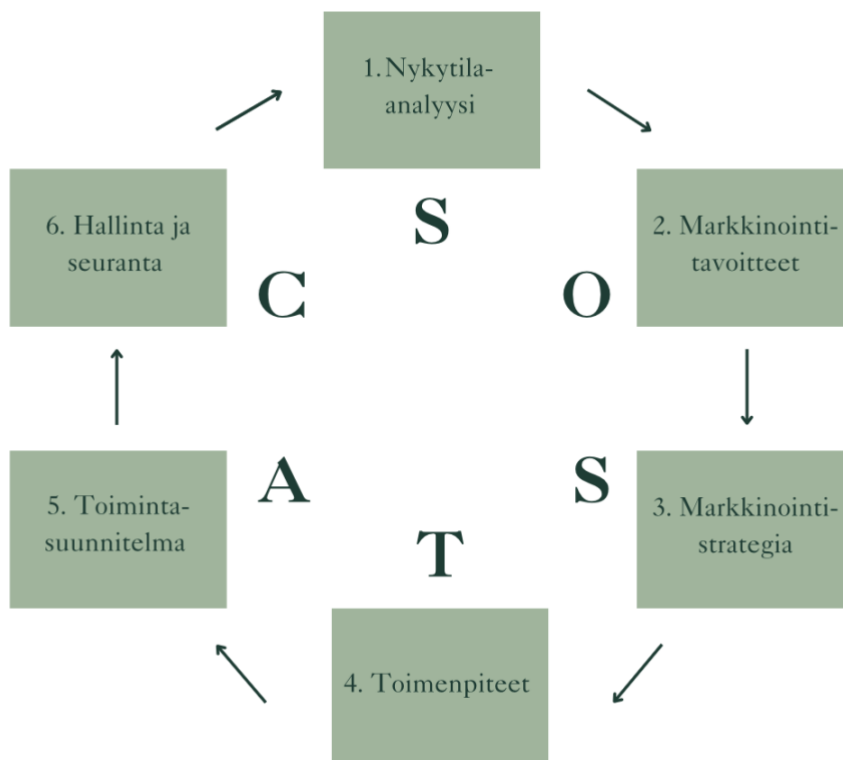 1. Nykytila-
analyysi
S
2. Markkinointi-
tavoitteet
O
3. Markkinointi-
strategia
S
4. Toimenpiteet
T
5. Toiminta-
suunnitelma
A
6. Hallinta ja
seuranta
C